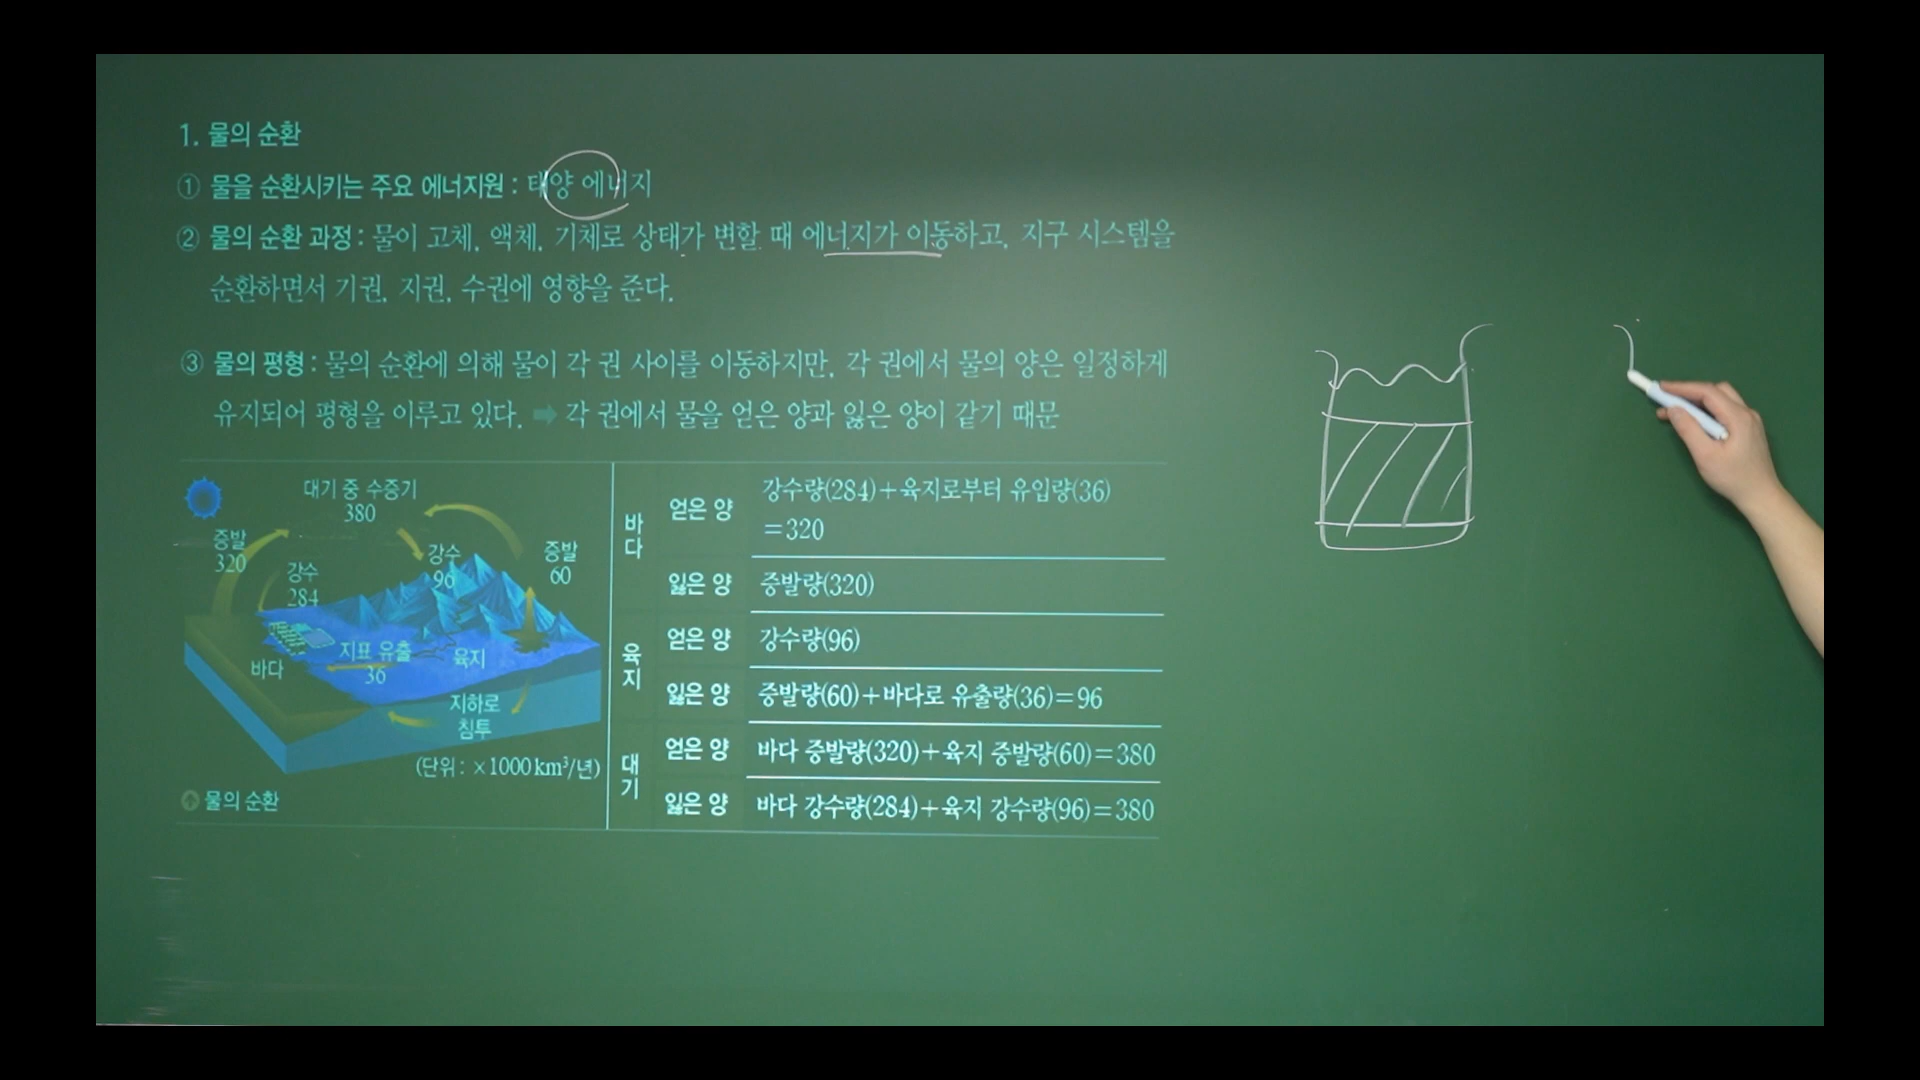 1. 물의 순환
① 물을 순환시키는 주요 에너지원 : 태양 에너지
② 물의 순환 과정 : 물이 고체, 액체, 기체로 상태가 변할 때 에너지가 이동하고, 지구 시스템을
순환하면서 기권, 지권, 수권에 영향을 준다.
③ 물의 평형 : 물의 순환에 의해 물이 각 권 사이를 이동하지만, 각 권에서 물의 양은 일정하게
유지되어 평형을 이루고 있다. ➡ 각 권에서 물을 얻은 양과 잃은 양이 같기 때문
대기 중 수증기
380
증발
320
강수
284
강수
96
증발
60
바다
지표 유출
36
육지
지하로
침투
(단위 : ×1000 km³/년)
물의 순환
바다
얻은 양
강수량(284)+육지로부터 유입량(36)
=320
잃은 양
증발량(320)
육지
얻은 양
강수량(96)
잃은 양
증발량(60)+바다로 유출량(36)=96
대기
얻은 양
바다 증발량(320)+육지 증발량(60)=380
잃은 양
바다 강수량(284)+육지 강수량(96)=380